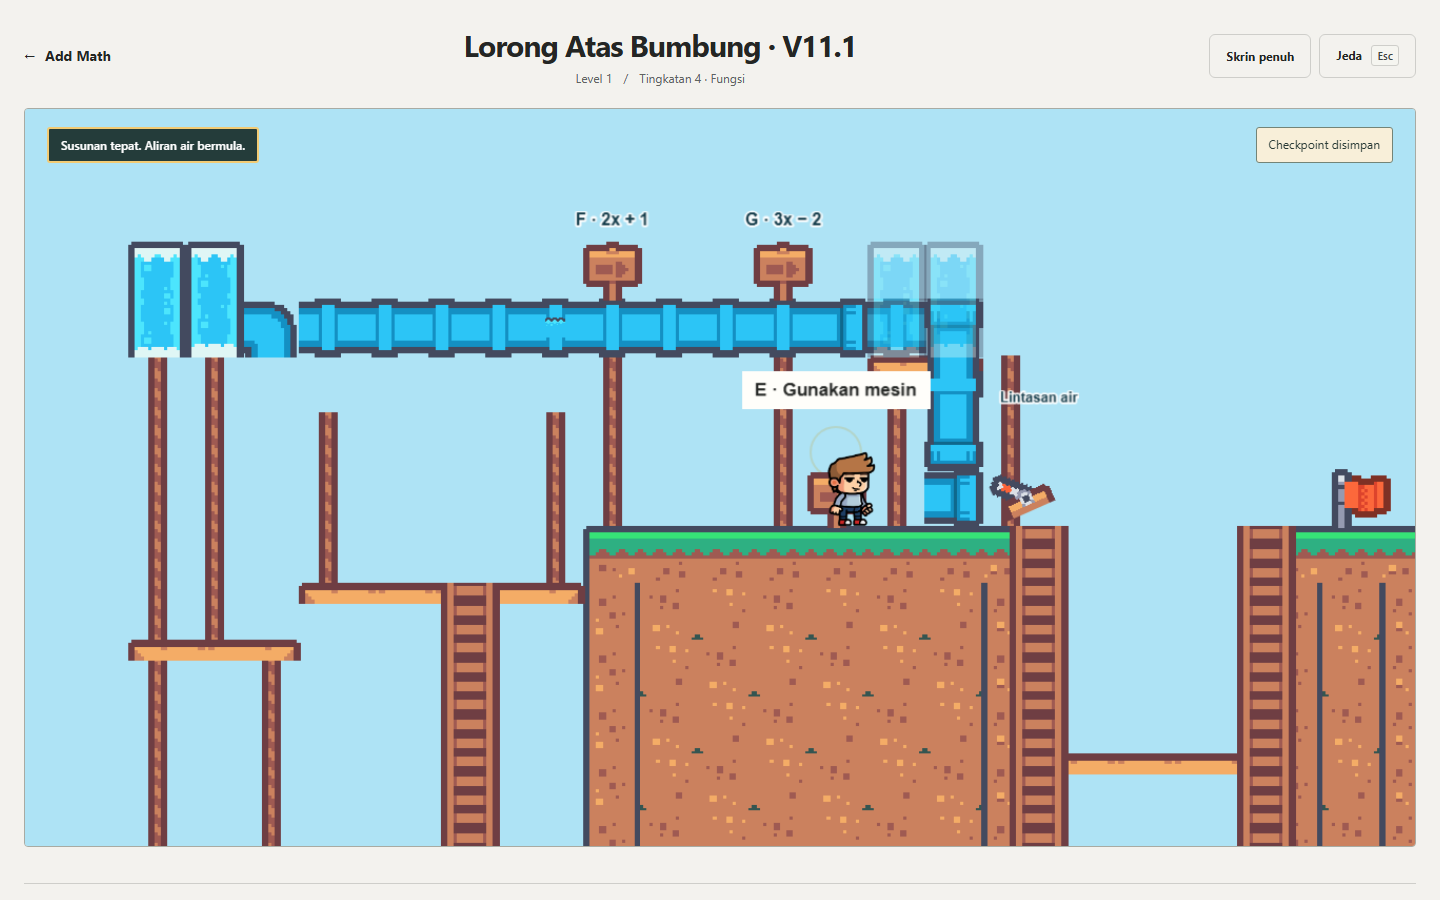 ← Add Math
Lorong Atas Bumbung · V11.1
Level 1 / Tingkatan 4 · Fungsi
Skrin penuh
Jeda Esc
Susunan tepat. Aliran air bermula.
Checkpoint disimpan
F · 2x + 1
G · 3x − 2
E · Gunakan mesin
Lintasan air